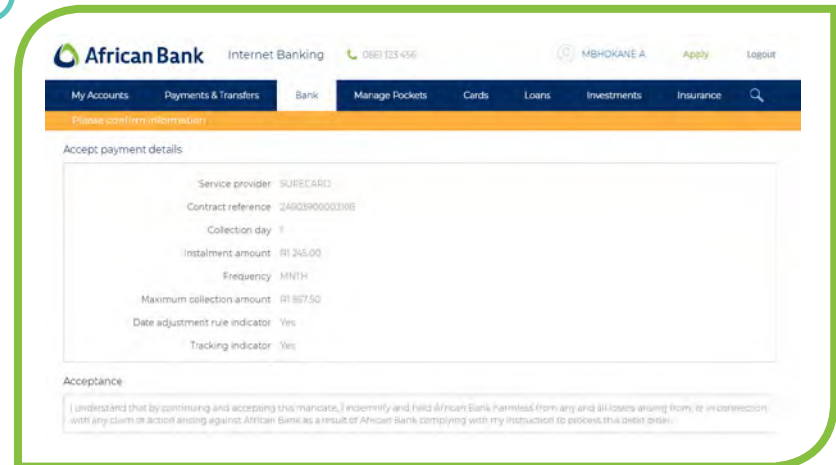 African Bank Internet Banking MBHOKANE A Apply Logout
My Accounts Payments & Transfers Bank Manage Pockets Cards Loans Investments Insurance
Please confirm information
Accept payment details
Service provider SURECARD
Contract reference
Collection day 1
Instalment amount R1 245.00
Frequency MNTH
Maximum collection amount R1 867.50
Date adjustment rule indicator Yes
Tracking indicator Yes
Acceptance
I understand that by continuing and accepting this mandate, I indemnify and hold African Bank harmless from any and all losses arising from, or in connection
with any claim or action arising against African Bank as a result of African Bank complying with my instruction to process this debit order.